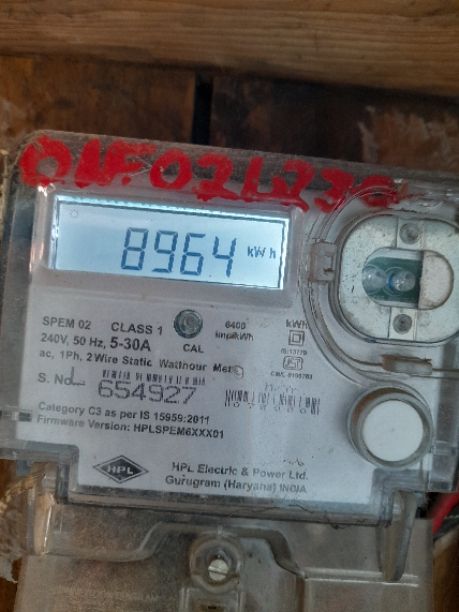 8964 kWh
SPEM 02 CLASS 1
240V, 50 Hz, 5-30A
CAL
6400
imp/kWh
kWh
IS:13779
ac, 1Ph, 2 Wire Static Watthour Meter
S. No.
654927
Category C3 as per IS 15959:2011
Firmware Version: HPLSPEM6XXX01
HPL
HPL Electric & Power Ltd.
Gurugram (Haryana) INDIA